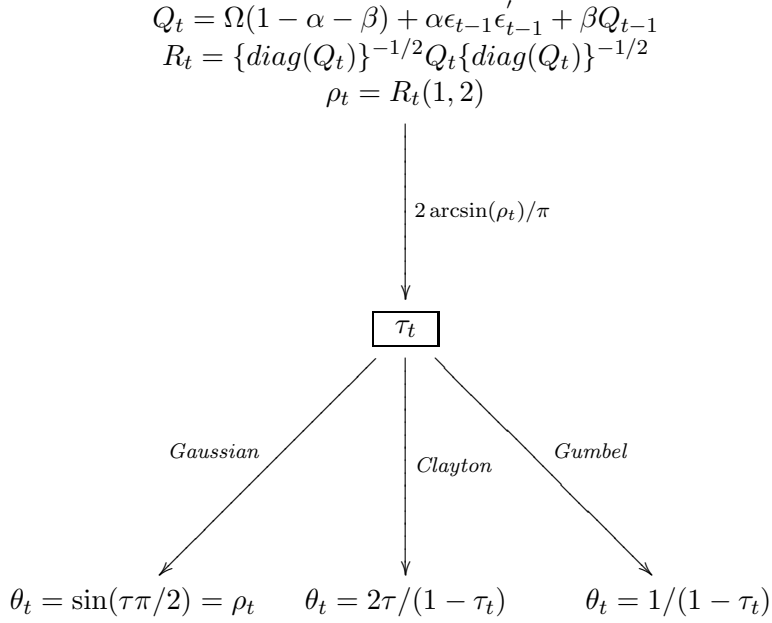 Q_t = Ω(1 − α − β) + αϵ_{t−1}ϵ'_{t−1} + βQ_{t−1}
R_t = {diag(Q_t)}^{−1/2}Q_t{diag(Q_t)}^{−1/2}
ρ_t = R_t(1, 2)
2 arcsin(ρ_t)/π
τ_t
Gaussian
Clayton
Gumbel
θ_t = sin(τπ/2) = ρ_t
θ_t = 2τ/(1 − τ_t)
θ_t = 1/(1 − τ_t)